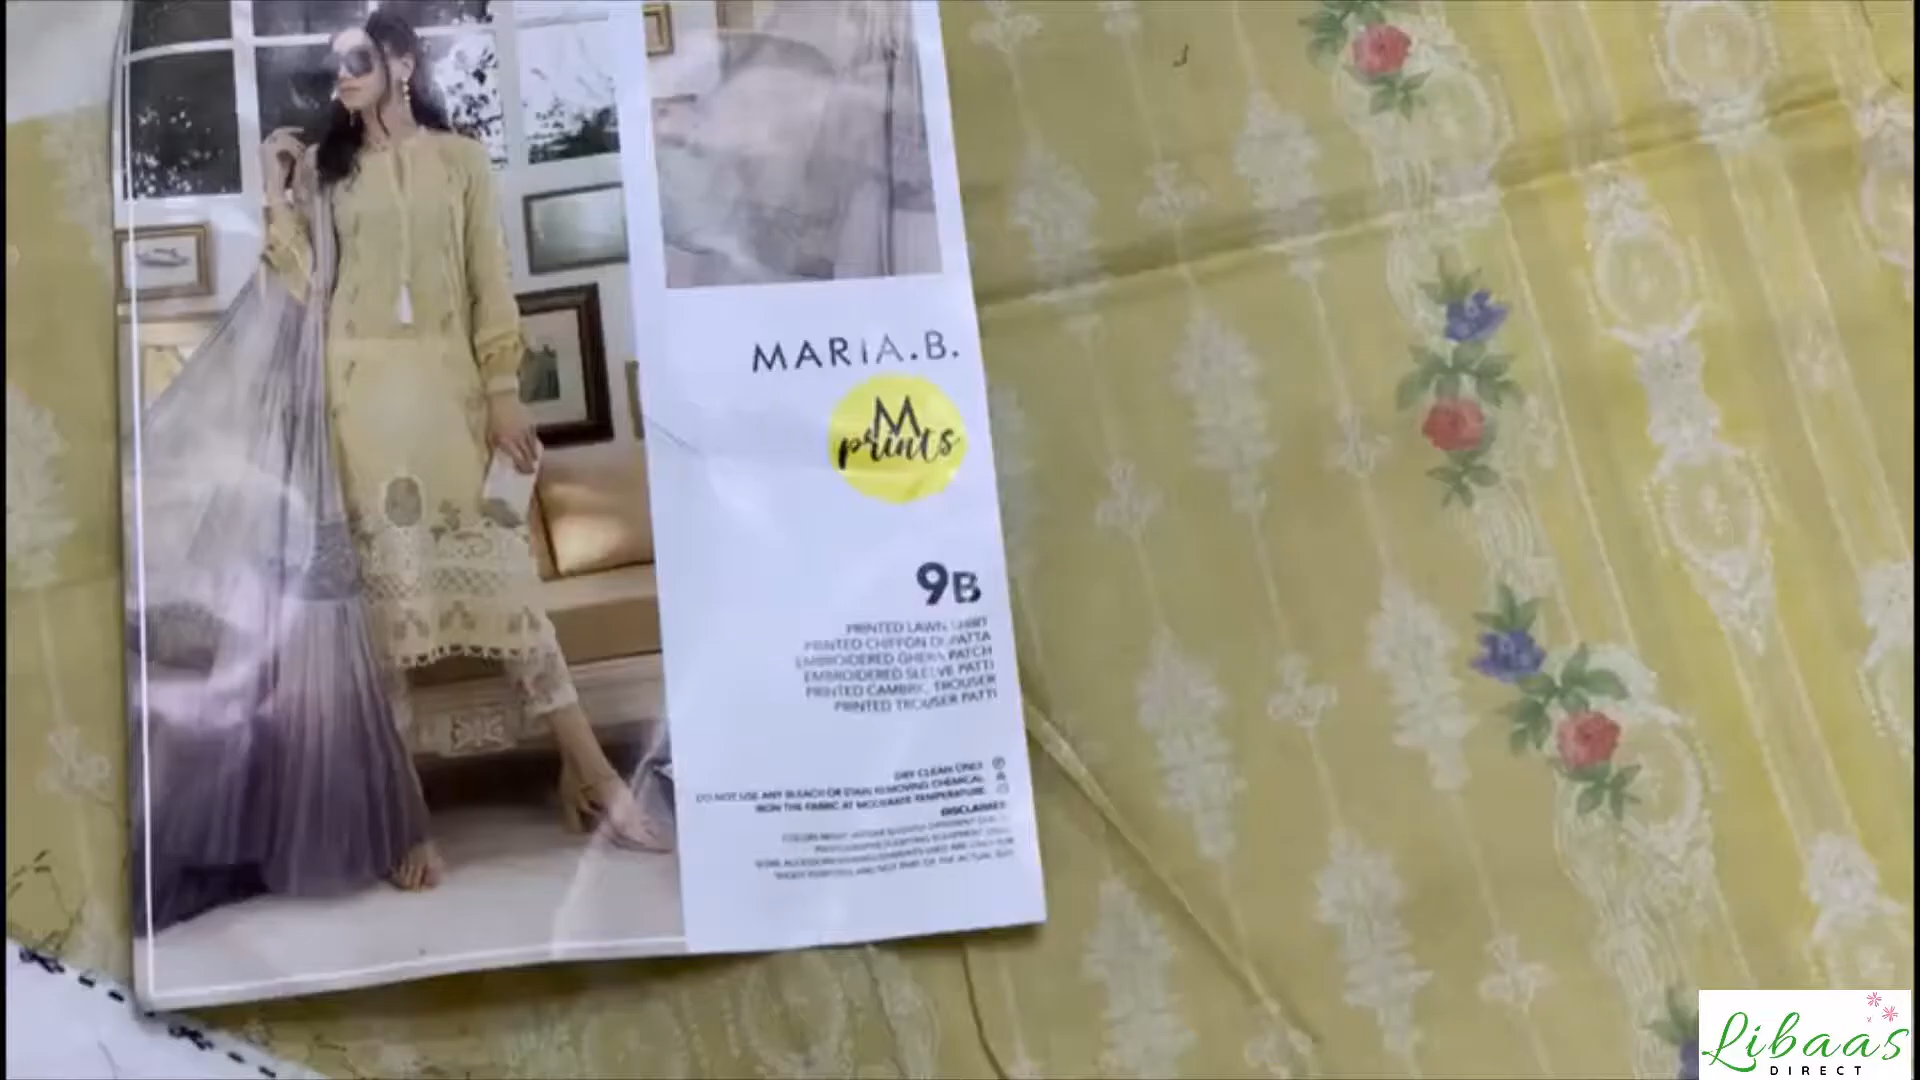 MARIA.B.
M
prints
9B
PRINTED LAWN SHIRT
PRINTED CHIFFON DUPATTA
EMBROIDERED GHERA PATCH
EMBROIDERED SLEEVE PATTI
PRINTED CAMBRIC TROUSER
PRINTED TROUSER PATTI
DRY CLEAN ONLY
DO NOT USE ANY BLEACH OR STAIN REMOVING CHEMICAL
IRON THE FABRIC AT MODERATE TEMPERATURE.
DISCLAIMER
Libaas
DIRECT